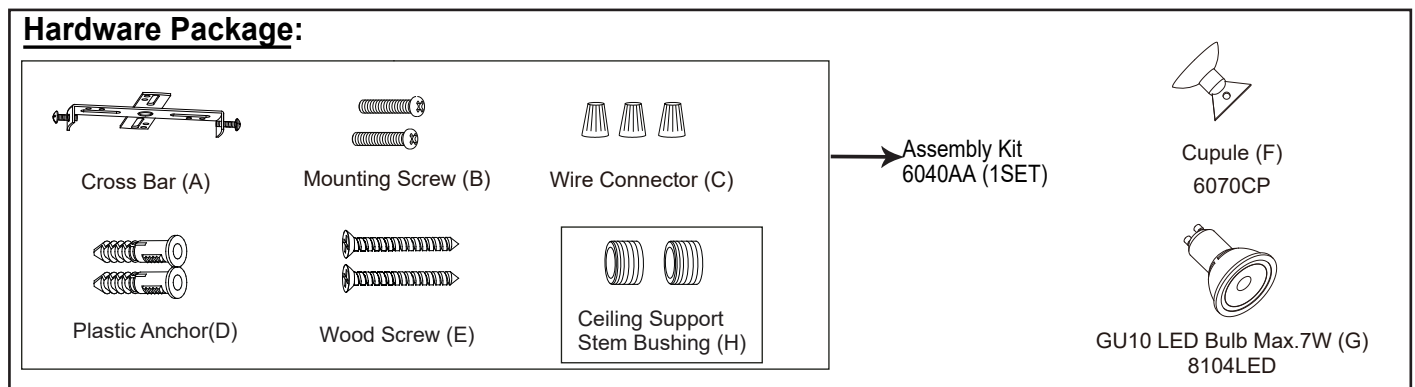 Hardware Package:
Cross Bar (A)
Mounting Screw (B)
Wire Connector (C)
Plastic Anchor(D)
Wood Screw (E)
Ceiling Support
Stem Bushing (H)
Assembly Kit
6040AA (1SET)
Cupule (F)
6070CP
GU10 LED Bulb Max.7W (G)
8104LED